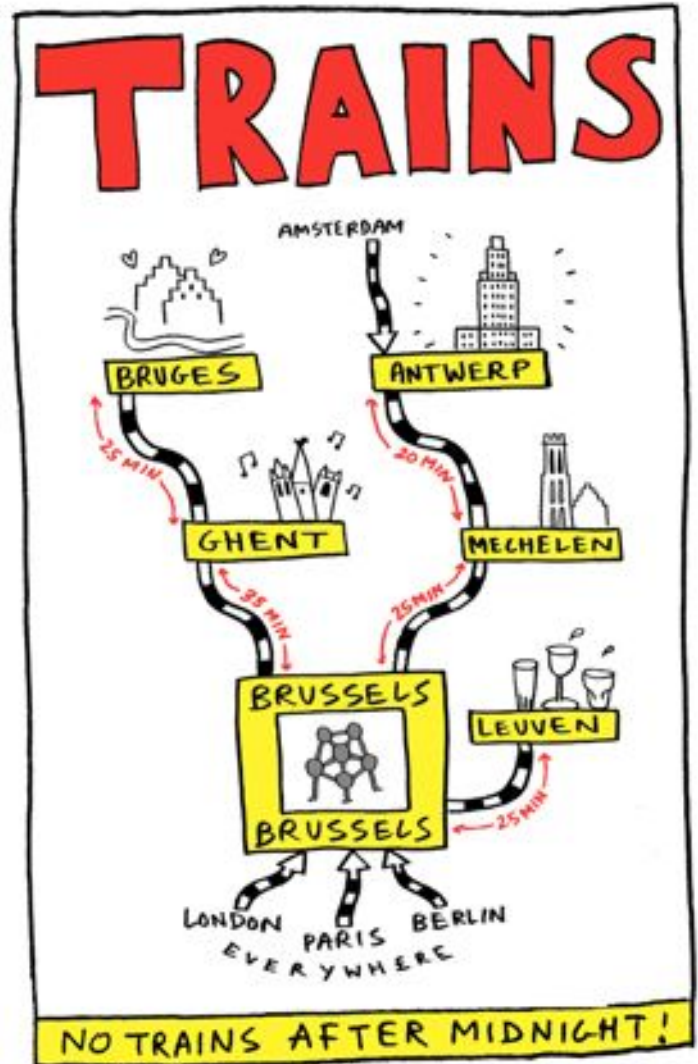 TRAINS
AMSTERDAM
BRUGES
ANTWERP
25 MIN
20 MIN
GHENT
MECHELEN
35 MIN
25 MIN
BRUSSELS
LEUVEN
BRUSSELS
25 MIN
LONDON
PARIS
BERLIN
EVERYWHERE
NO TRAINS AFTER MIDNIGHT!